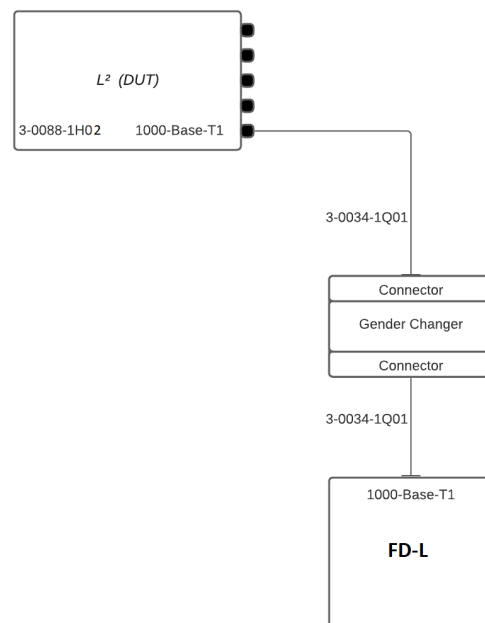 L² (DUT)
3-0088-1H02 1000-Base-T1
3-0034-1Q01
Connector
Gender Changer
Connector
3-0034-1Q01
1000-Base-T1
FD-L